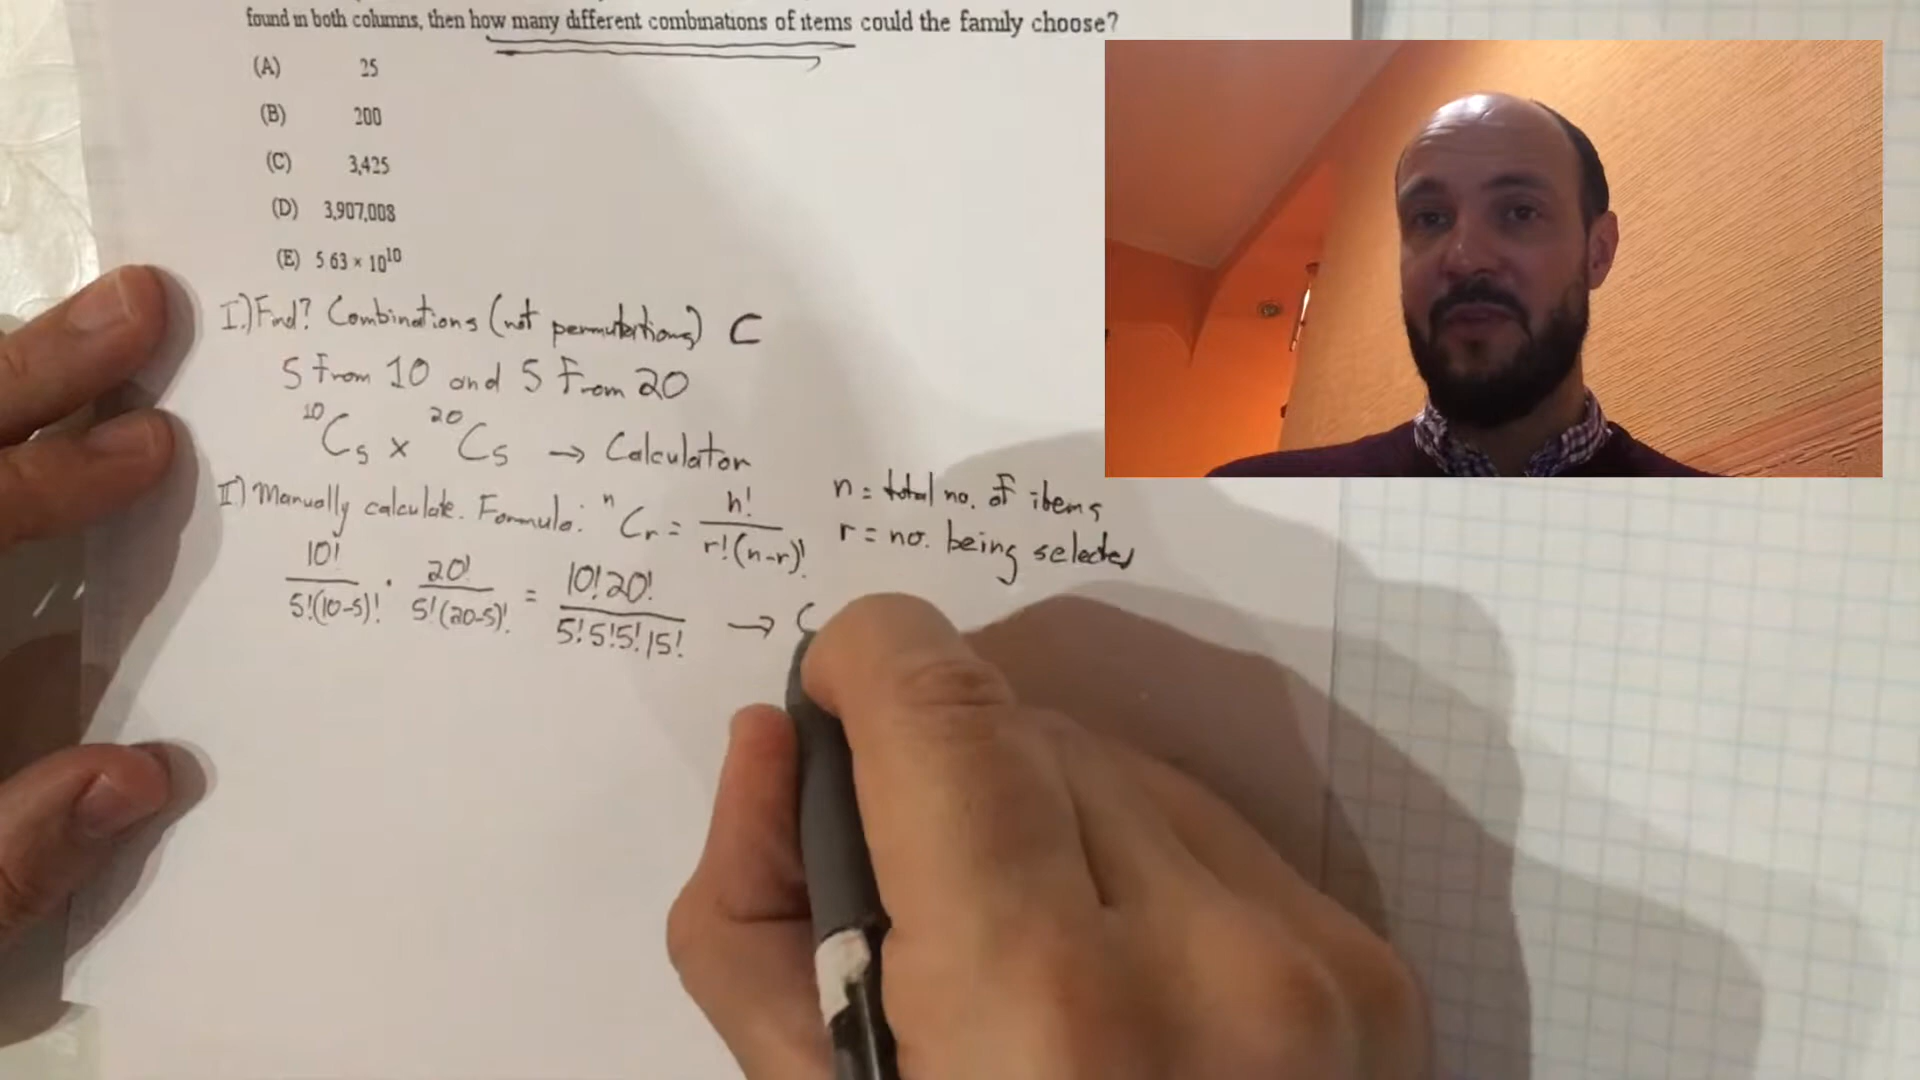 found in both columns, then how many different combinations of items could the family choose?
(A) 25
(B) 200
(C) 3,425
(D) 3,907,008
(E) 5.63 × 10¹⁰
I.) Find? Combinations (not permutations) C
5 from 10 and 5 from 20
¹⁰C₅ × ²⁰C₅ → Calculator
II) Manually calculate. Formula: ⁿCᵣ = n! / r!(n-r)!
n = total no. of items
r = no. being selected
10! / 5!(10-5)! · 20! / 5!(20-5)! = 10!20! / 5!5!5!15! → C